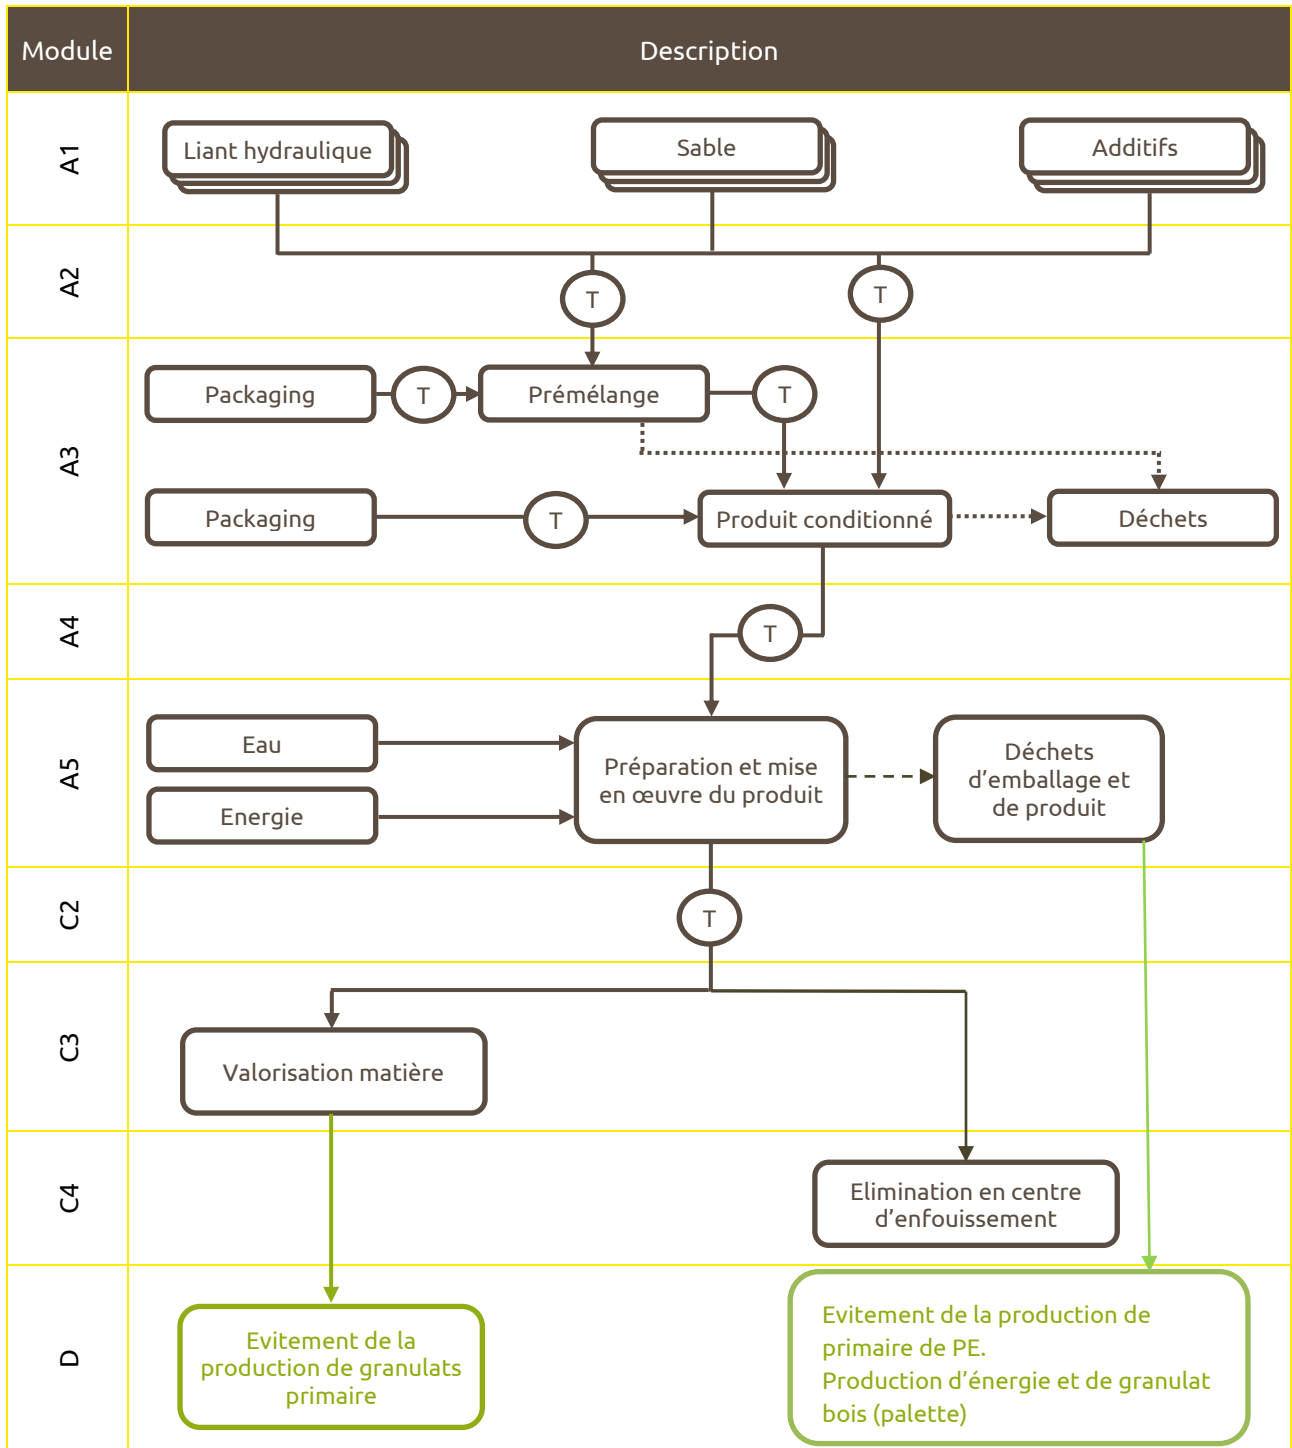 Module
Description
A1
Liant hydraulique
Sable
Additifs
A2
T
T
A3
Packaging
T
Prémélange
T
Packaging
T
Produit conditionné
Déchets
A4
T
A5
Eau
Energie
Préparation et mise
en œuvre du produit
Déchets
d'emballage et
de produit
C2
T
C3
Valorisation matière
C4
Elimination en centre
d'enfouissement
D
Evitement de la
production de granulats
primaire
Evitement de la production de
primaire de PE.
Production d'énergie et de granulat
bois (palette)